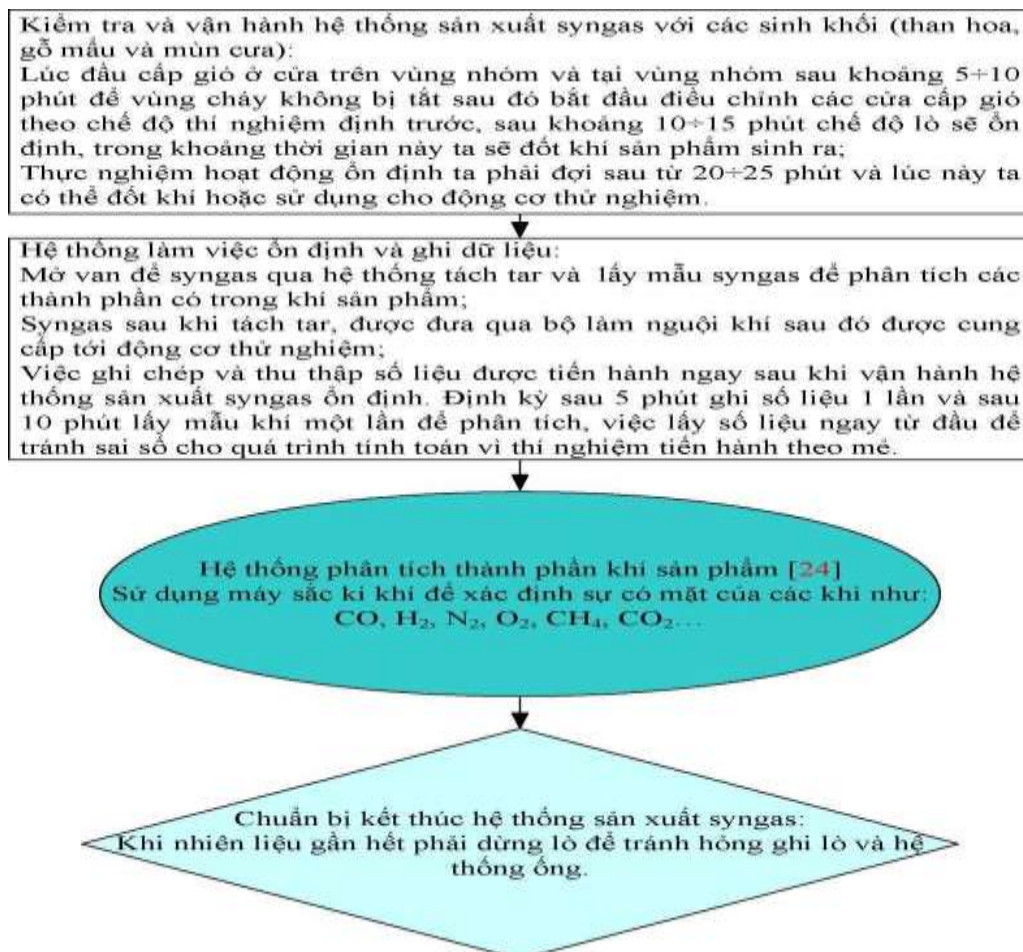 Kiểm tra và vận hành hệ thống sản xuất syngas với các sinh khối (than hoa,
gỗ mẩu và mùn cưa):
Lúc đầu cấp gió ở cửa trên vùng nhóm và tại vùng nhóm sau khoảng 5÷10
phút để vùng cháy không bị tắt sau đó bắt đầu điều chỉnh các cửa cấp gió
theo chế độ thí nghiệm định trước, sau khoảng 10÷15 phút chế độ lò sẽ ổn
định, trong khoảng thời gian này ta sẽ đốt khí sản phẩm sinh ra;
Thực nghiệm hoạt động ổn định ta phải đợi sau từ 20÷25 phút và lúc này ta
có thể đốt khí hoặc sử dụng cho động cơ thử nghiệm.
Hệ thống làm việc ổn định và ghi dữ liệu:
Mở van để syngas qua hệ thống tách tar và lấy mẫu syngas để phân tích các
thành phần có trong khí sản phẩm;
Syngas sau khi tách tar, được đưa qua bộ làm nguội khí sau đó được cung
cấp tới động cơ thử nghiệm;
Việc ghi chép và thu thập số liệu được tiến hành ngay sau khi vận hành hệ
thống sản xuất syngas ổn định. Định kỳ sau 5 phút ghi số liệu 1 lần và sau
10 phút lấy mẫu khí một lần để phân tích, việc lấy số liệu ngay từ đầu để
tránh sai số cho quá trình tính toán vì thí nghiệm tiến hành theo mẻ.
Hệ thống phân tích thành phần khí sản phẩm [24]
Sử dụng máy sắc kí khí để xác định sự có mặt của các khí như:
CO, H₂, N₂, O₂, CH₄, CO₂...
Chuẩn bị kết thúc hệ thống sản xuất syngas:
Khi nhiên liệu gần hết phải dừng lò để tránh hỏng ghi lò và hệ
thống ống.